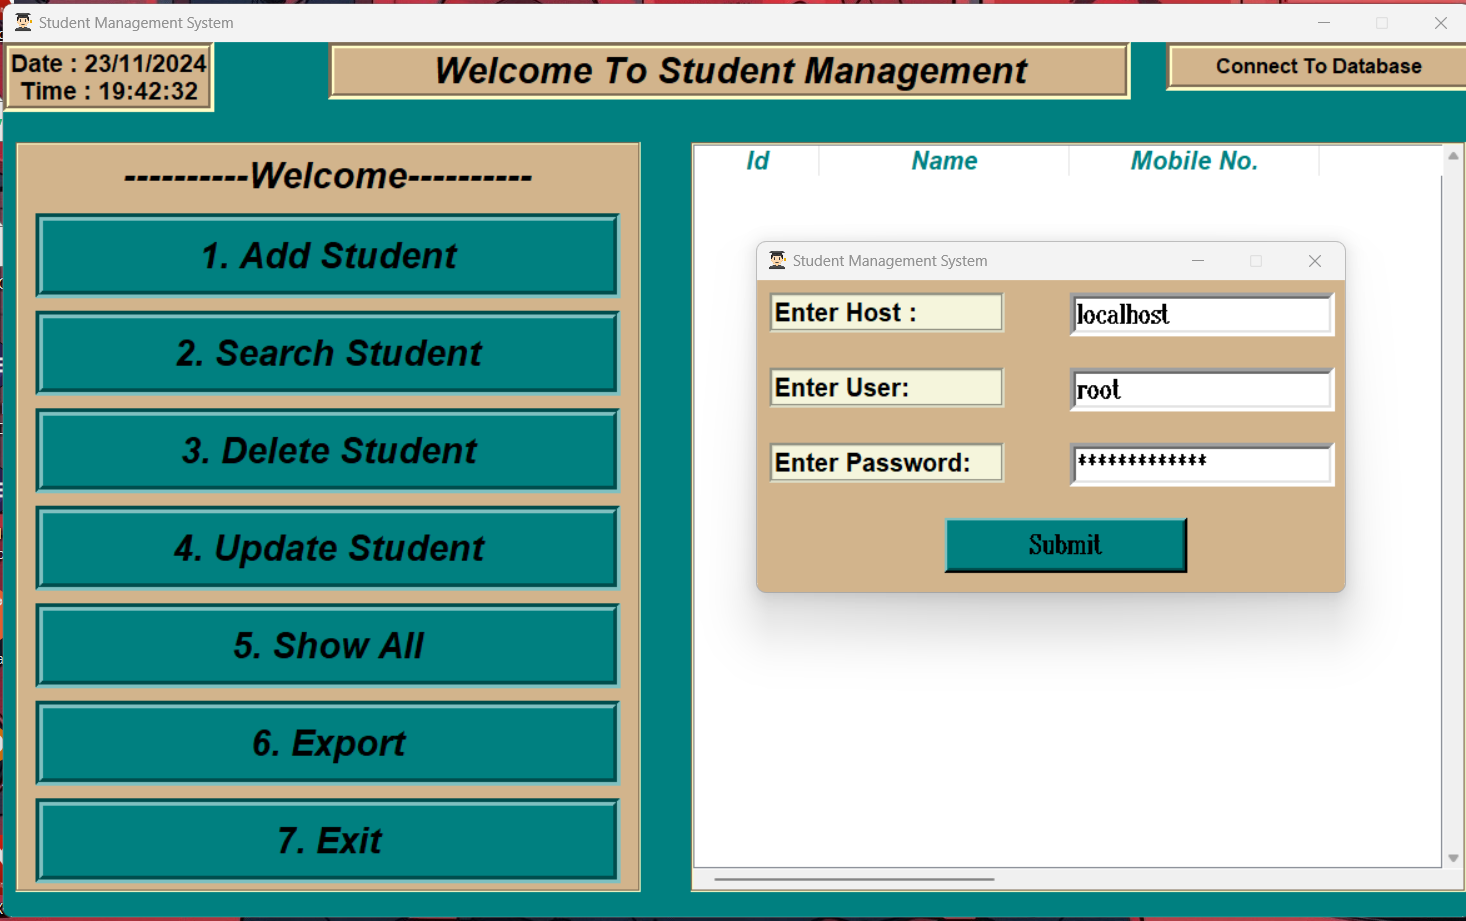 Student Management System
Date : 23/11/2024
Time : 19:42:32
Welcome To Student Management
Connect To Database
----------Welcome----------
1. Add Student
2. Search Student
3. Delete Student
4. Update Student
5. Show All
6. Export
7. Exit
Id Name Mobile No.
Student Management System
Enter Host : localhost
Enter User: root
Enter Password: *************
Submit